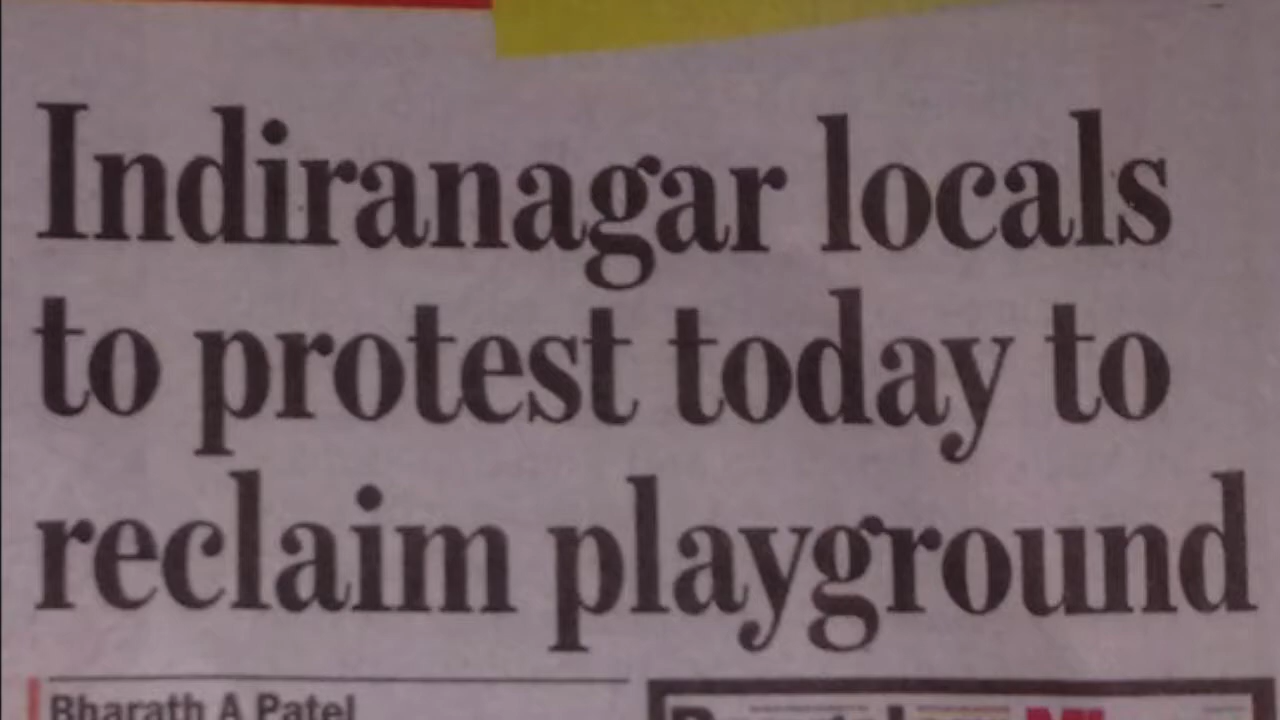 Indiranagar locals
to protest today to
reclaim playground
Bharath A Patel